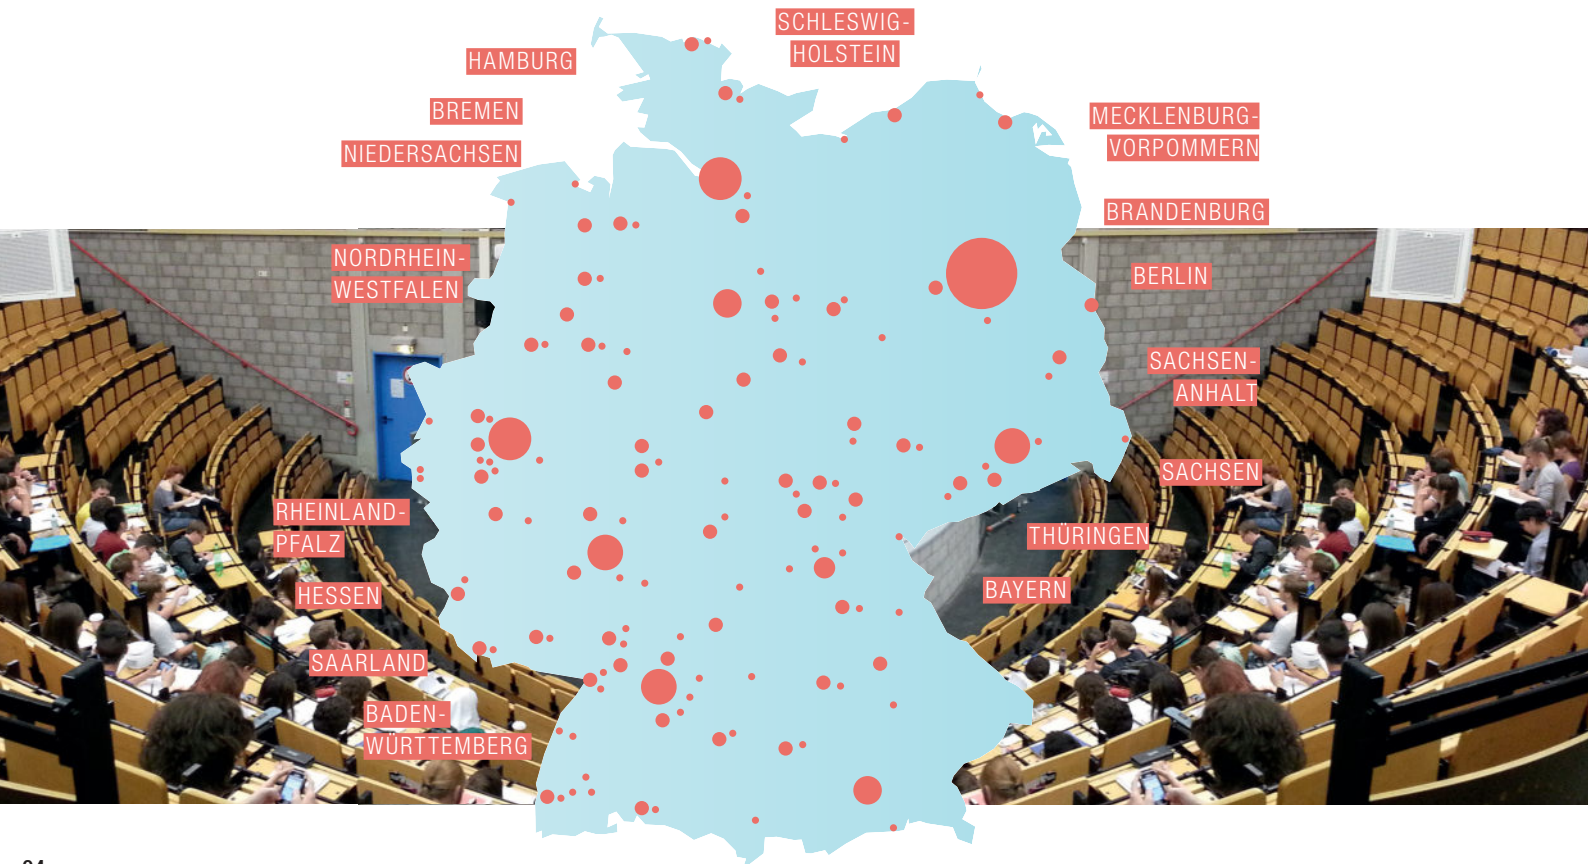 SCHLESWIG-
HOLSTEIN
HAMBURG
BREMEN
NIEDERSACHSEN
MECKLENBURG-
VORPOMMERN
BRANDENBURG
NORDRHEIN-
WESTFALEN
BERLIN
SACHSEN-
ANHALT
SACHSEN
RHEINLAND-
PFALZ
THÜRINGEN
HESSEN
BAYERN
SAARLAND
BADEN-
WÜRTTEMBERG